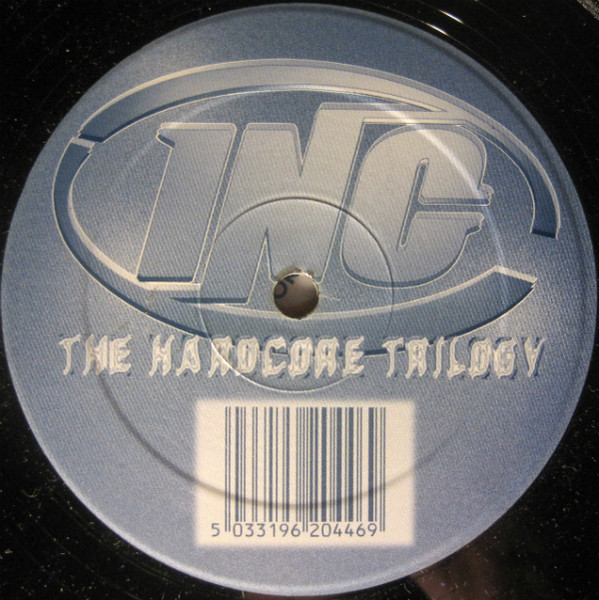 INC
THE HARDCORE TRILOGY
5 033196 204469